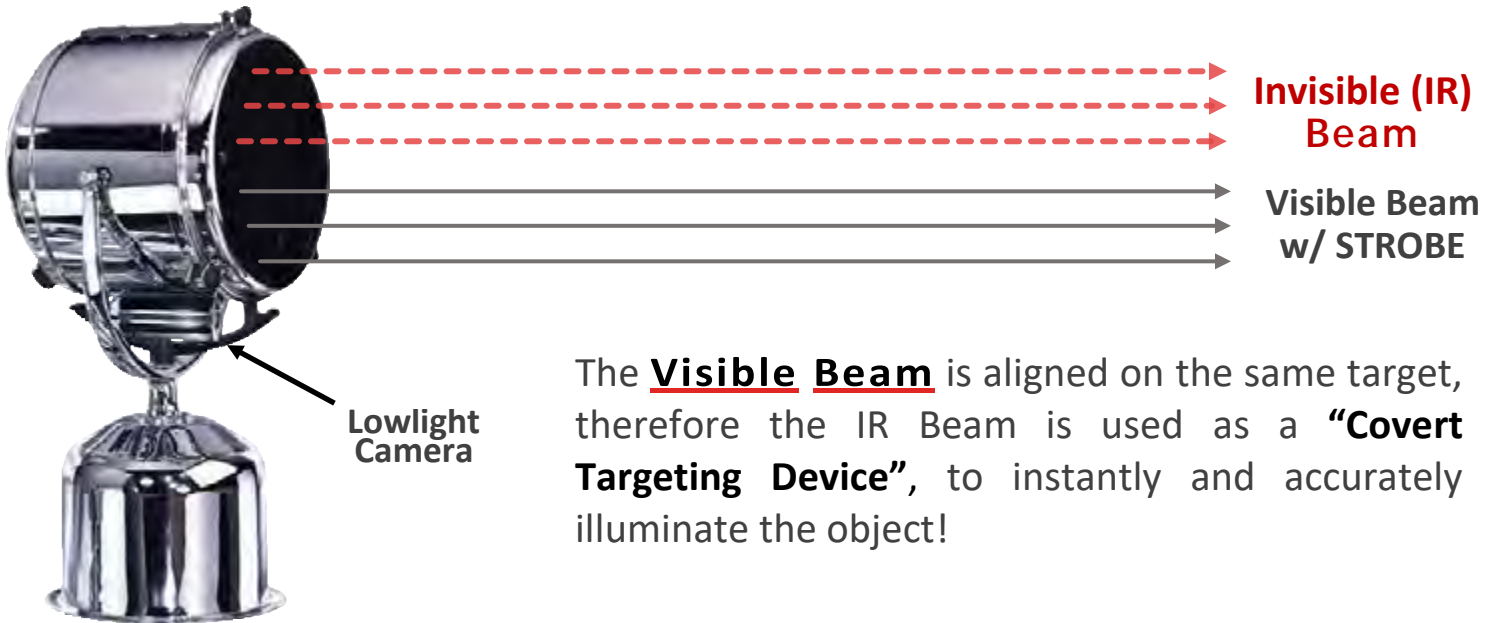 Invisible (IR)
Beam
Visible Beam
w/ STROBE
Lowlight
Camera
The Visible Beam is aligned on the same target,
therefore the IR Beam is used as a “Covert
Targeting Device”, to instantly and accurately
illuminate the object!